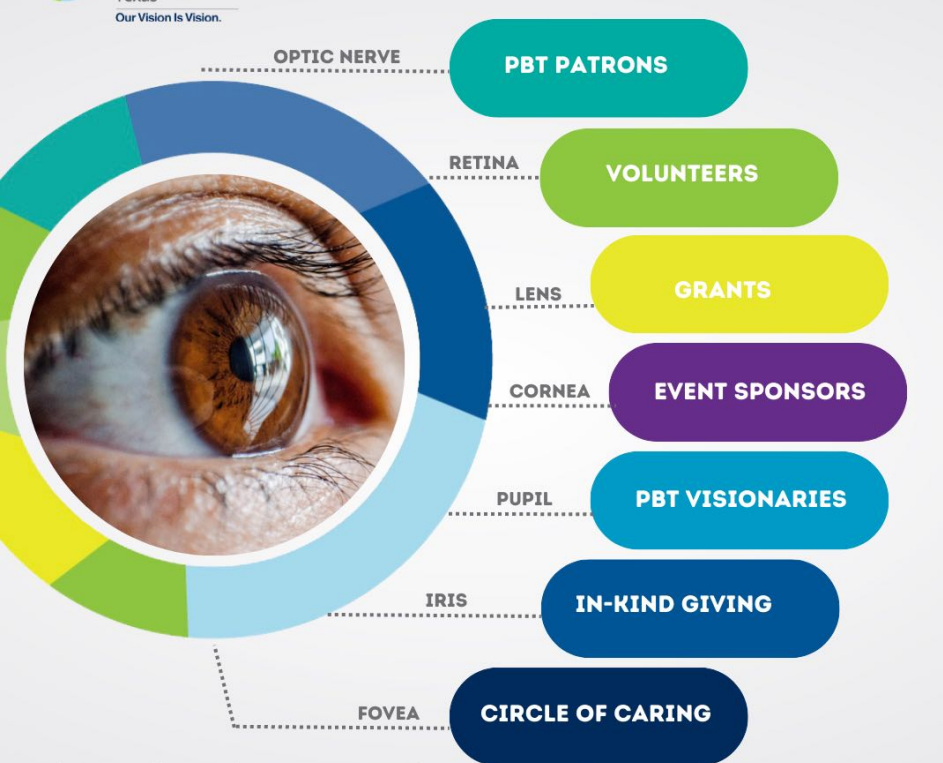 Our Vision Is Vision.
OPTIC NERVE
PBT PATRONS
RETINA
VOLUNTEERS
LENS
GRANTS
CORNEA
EVENT SPONSORS
PUPIL
PBT VISIONARIES
IRIS
IN-KIND GIVING
FOVEA
CIRCLE OF CARING